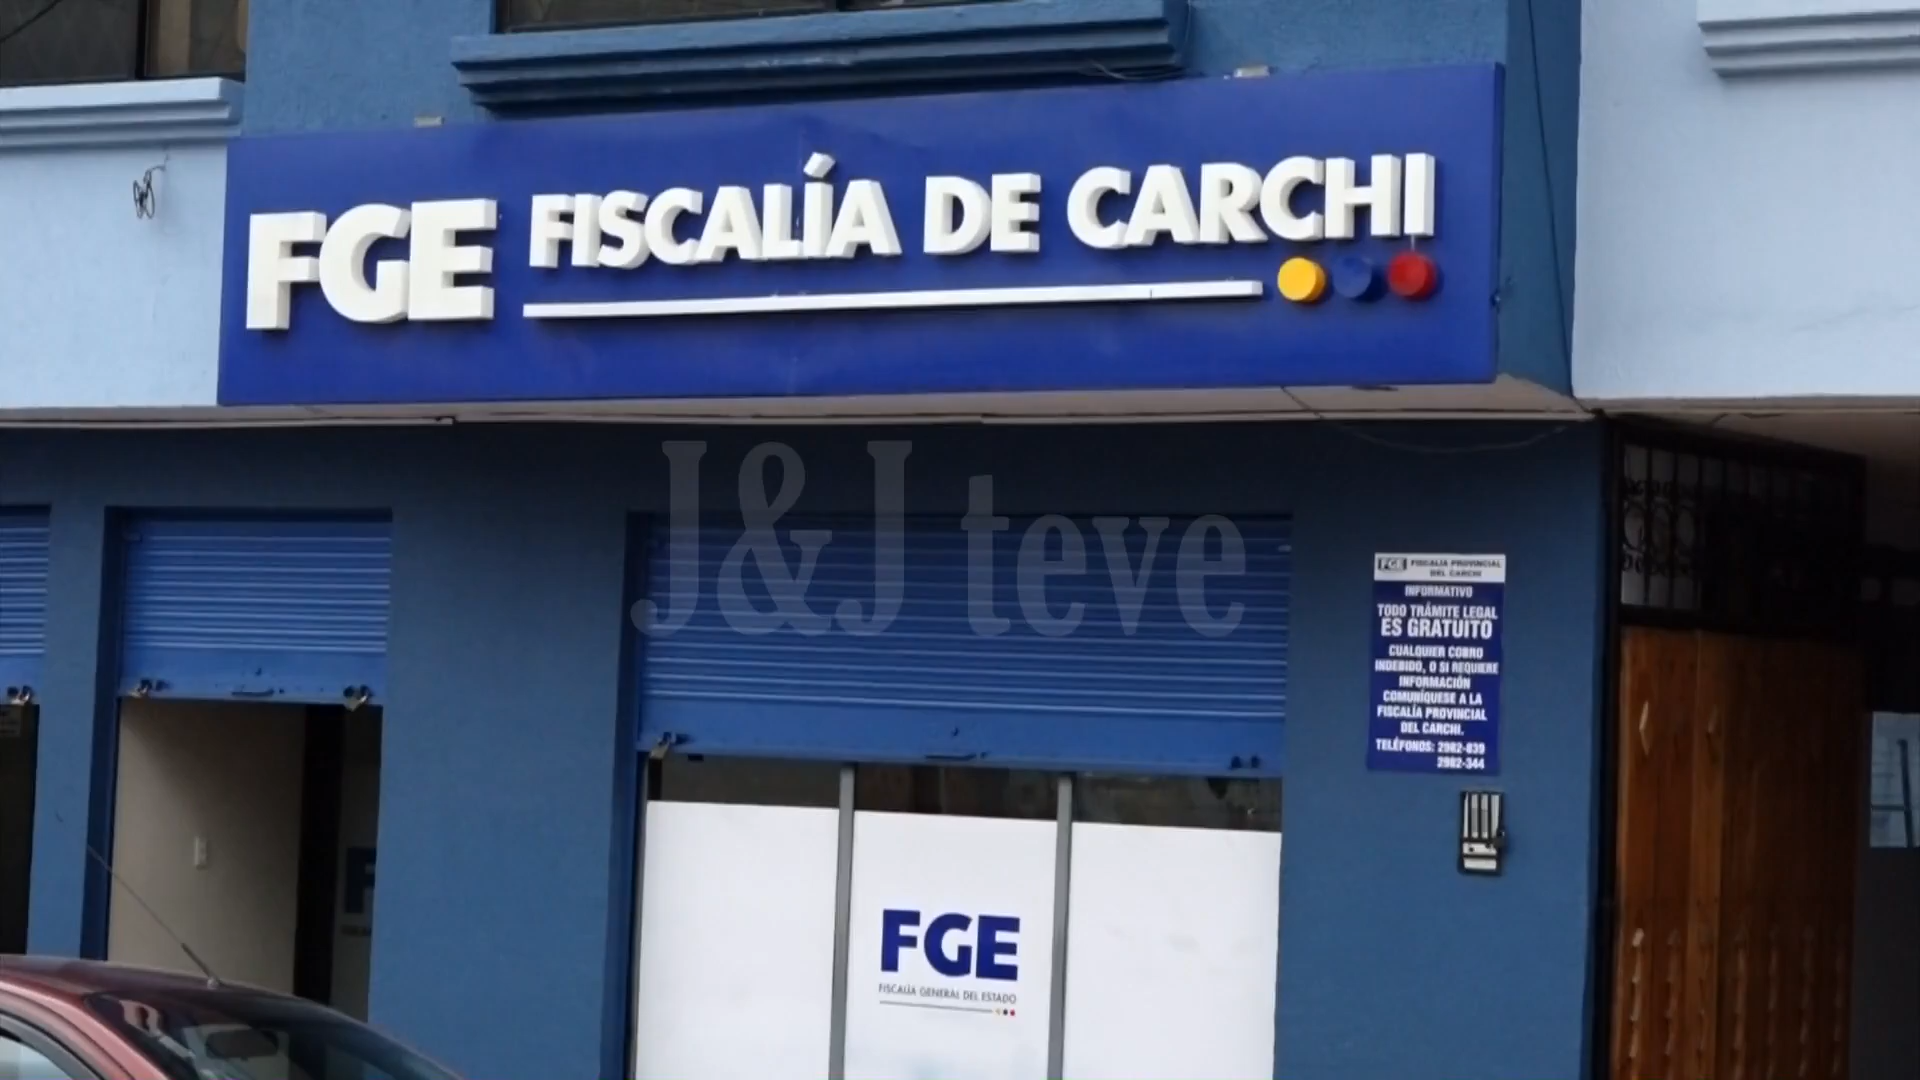 FGE FISCALÍA DE CARCHI
J&J teve
FGE FISCALÍA PROVINCIAL
DEL CARCHI
INFORMATIVO
TODO TRÁMITE LEGAL
ES GRATUITO
CUALQUIER COBRO
INDEBIDO, O SI REQUIERE
INFORMACIÓN
COMUNÍQUESE A LA
FISCALÍA PROVINCIAL
DEL CARCHI.
TELÉFONOS: 2982-839
2982-344
FGE
FISCALÍA GENERAL DEL ESTADO